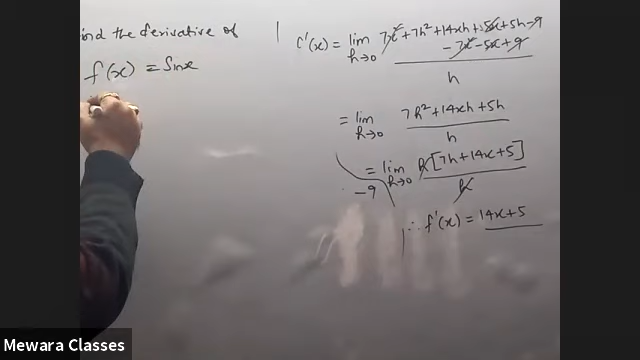 ind the derivative of
f(x) = Sinx
f'(x) = lim h→0 7x²+7h²+14xh+5x+5h-9 -7x²-5x+9 / h
= lim h→0 7h²+14xh+5h / h
= lim h→0 h[7h+14x+5] / h
-9
∴ f'(x) = 14x+5
Mewara Classes